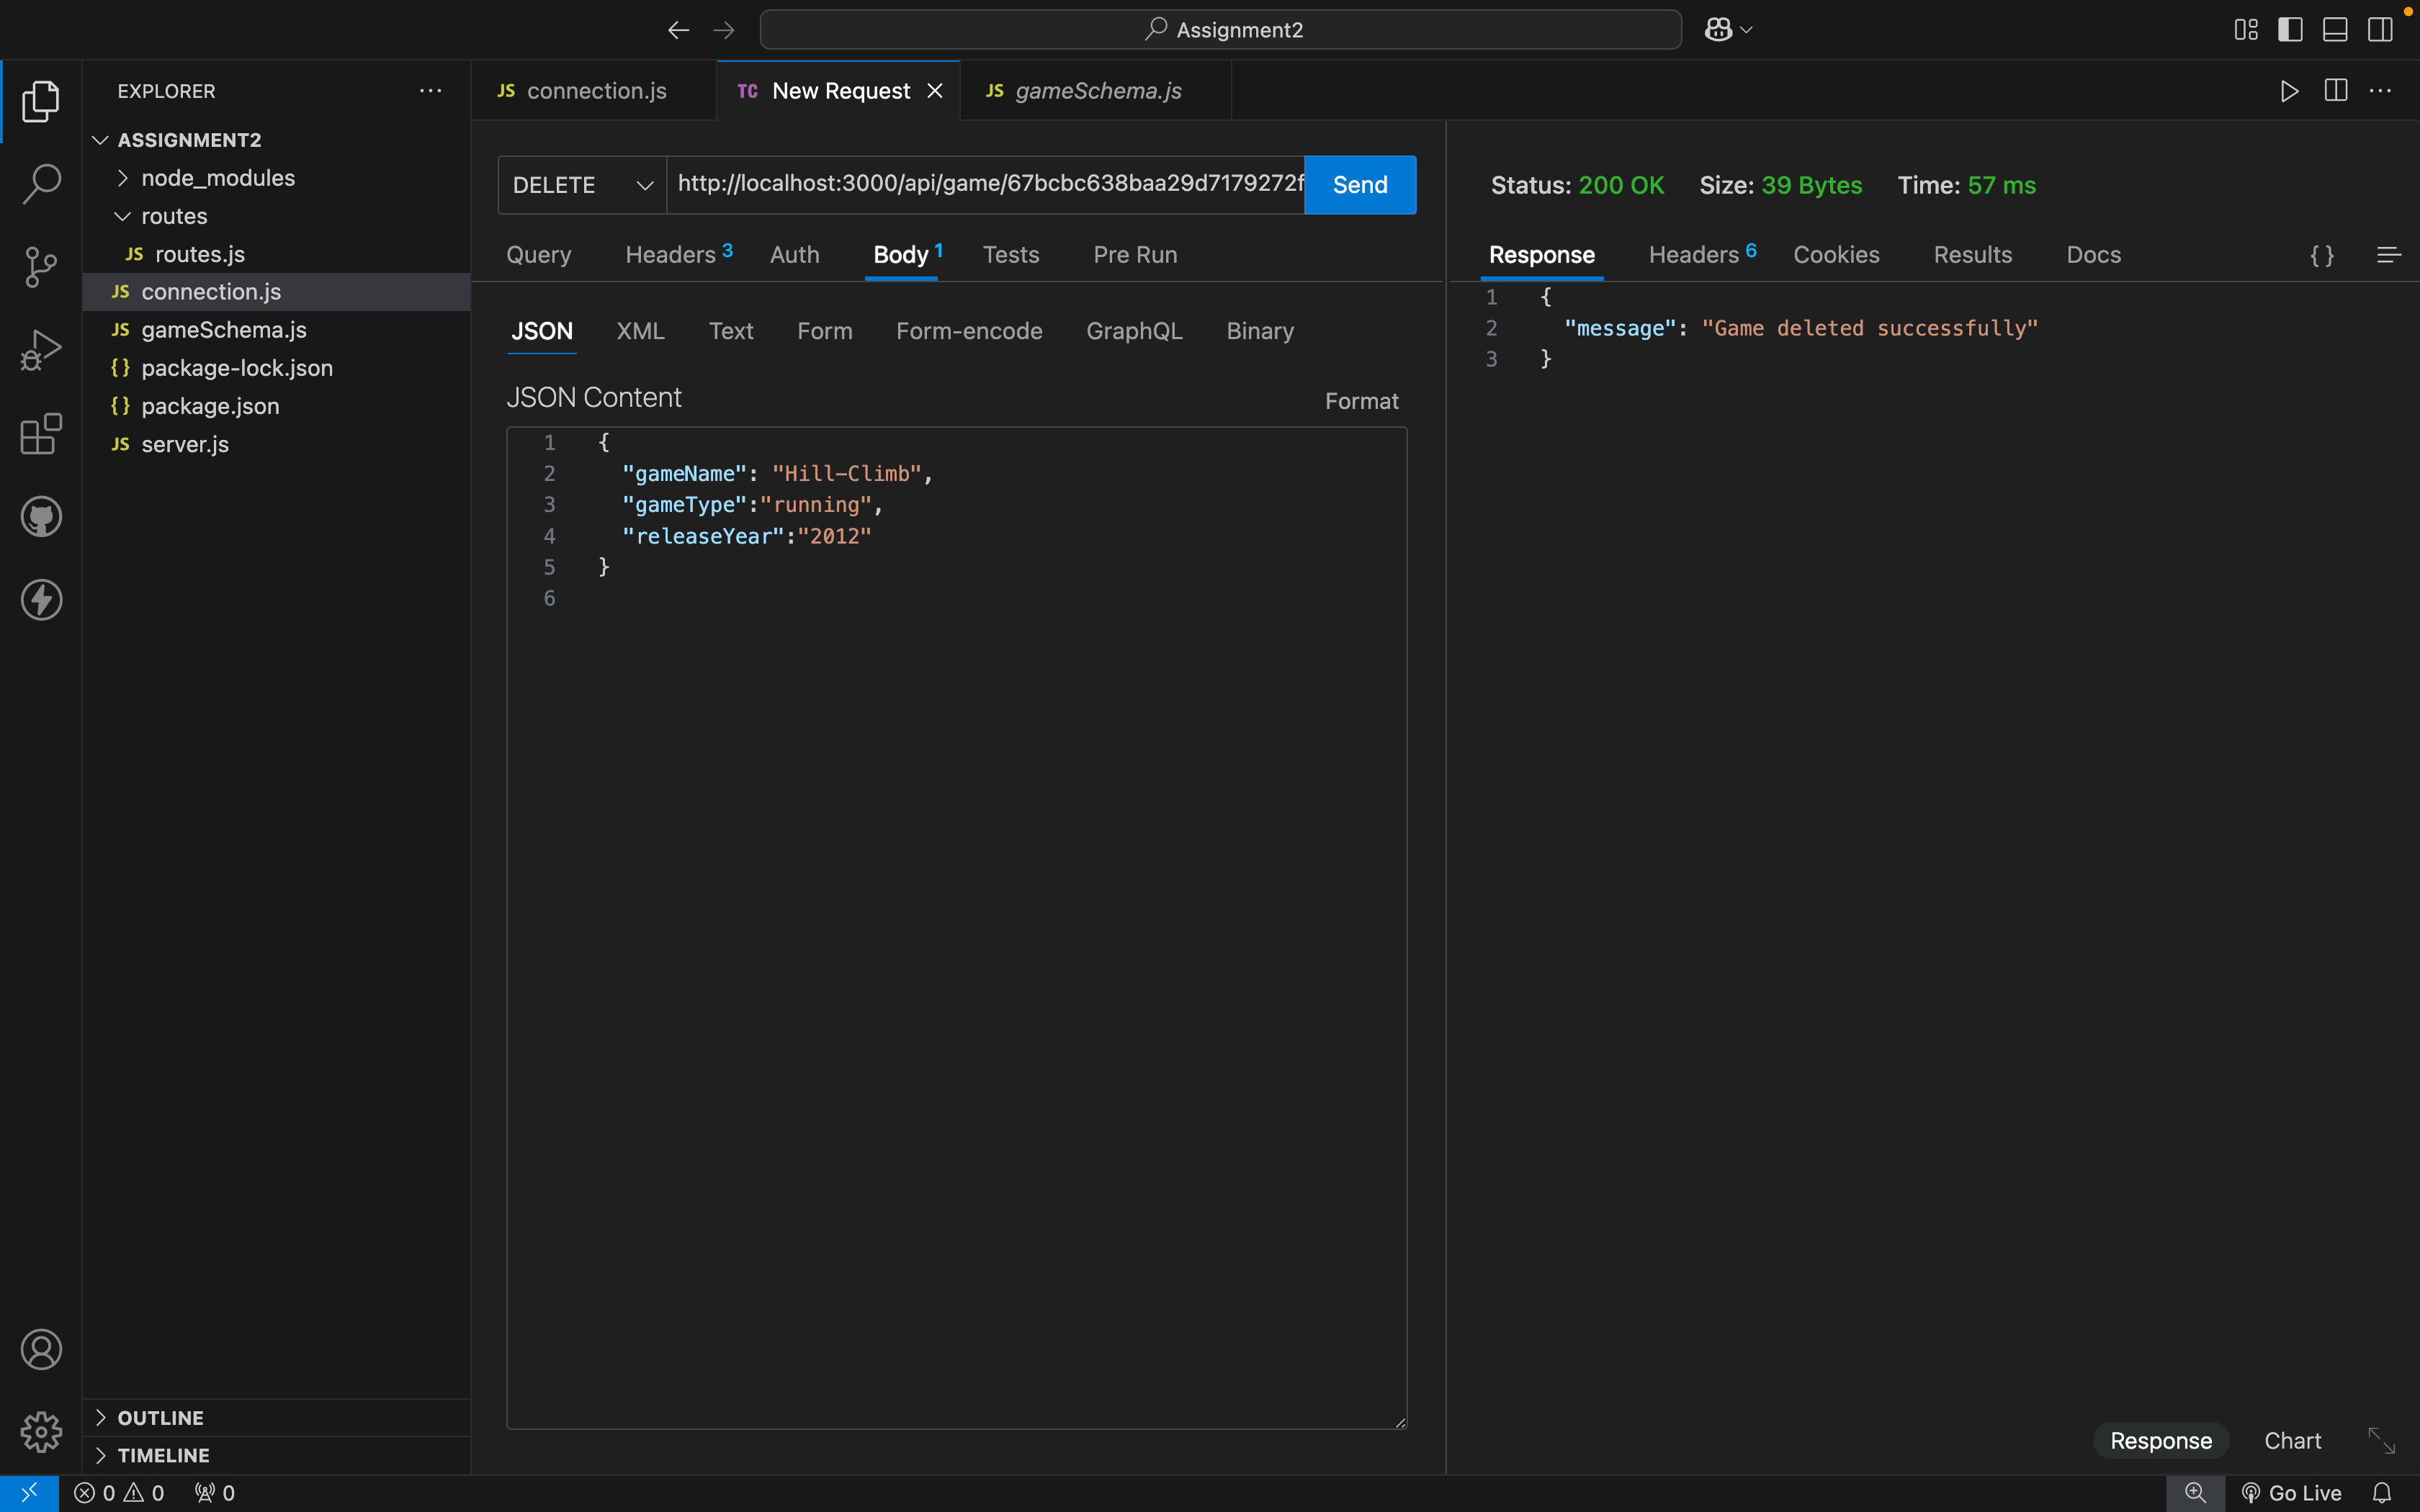 Assignment2
EXPLORER
ASSIGNMENT2
node_modules
routes
JS routes.js
JS connection.js
JS gameSchema.js
{} package-lock.json
{} package.json
JS server.js
OUTLINE
TIMELINE
JS connection.js
TC New Request
JS gameSchema.js
DELETE http://localhost:3000/api/game/67bcbc638baa29d7179272f Send
Query Headers 3 Auth Body 1 Tests Pre Run
JSON XML Text Form Form-encode GraphQL Binary
JSON Content Format
1 {
2 "gameName": "Hill-Climb",
3 "gameType":"running",
4 "releaseYear":"2012"
5 }
6
Status: 200 OK Size: 39 Bytes Time: 57 ms
Response Headers 6 Cookies Results Docs {}
1 {
2 "message": "Game deleted successfully"
3 }
Response Chart
0 0 0 Go Live